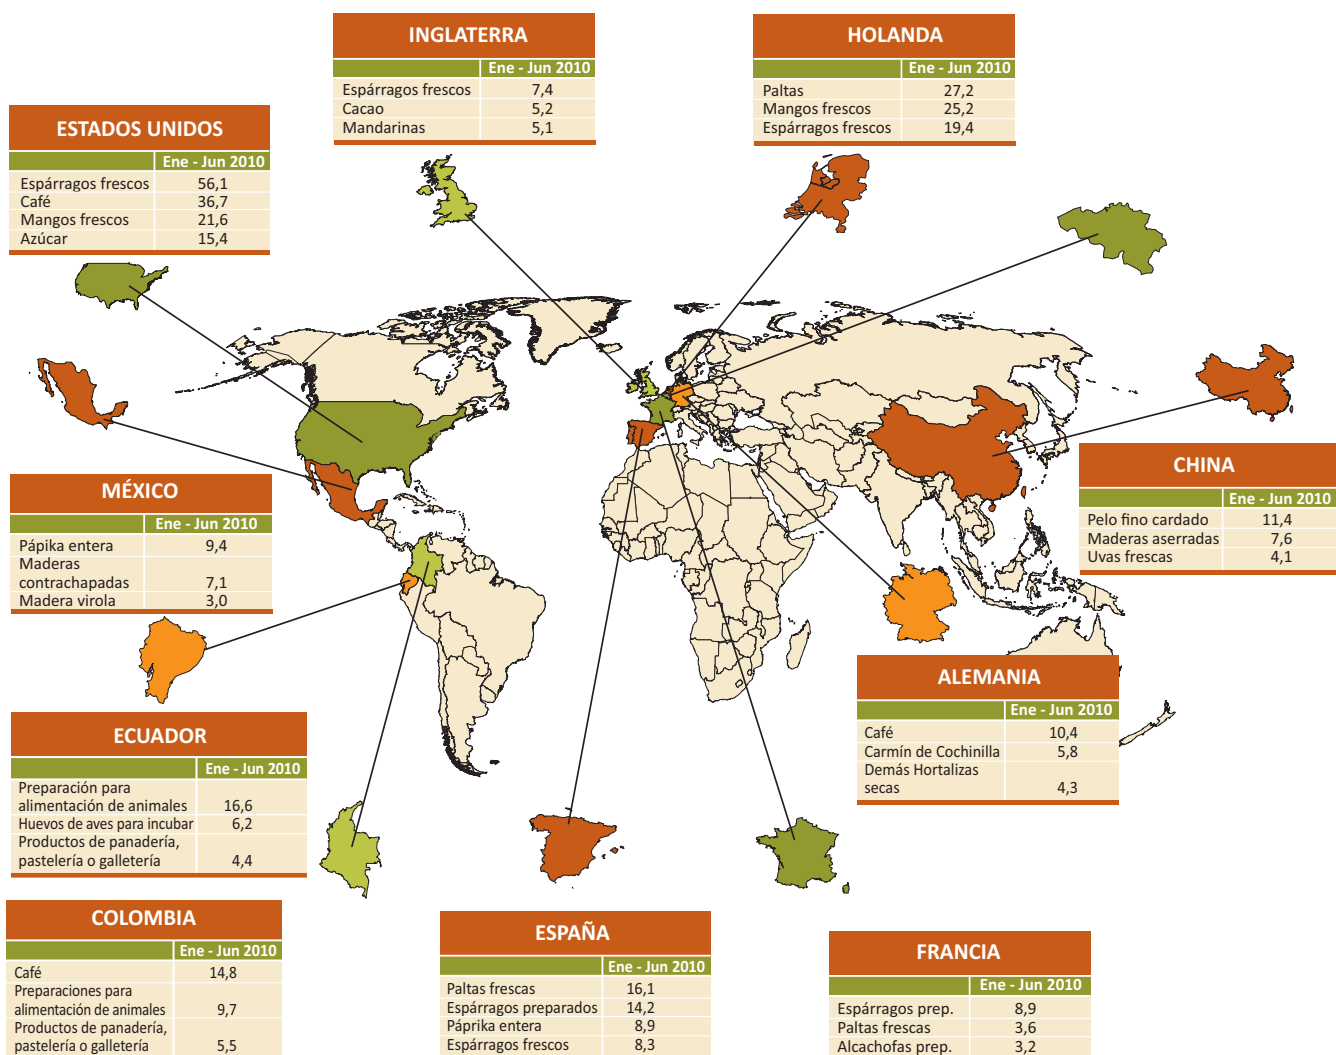 INGLATERRA
Ene - Jun 2010
Espárragos frescos 7,4
Cacao 5,2
Mandarinas 5,1
HOLANDA
Ene - Jun 2010
Paltas 27,2
Mangos frescos 25,2
Espárragos frescos 19,4
ESTADOS UNIDOS
Ene - Jun 2010
Espárragos frescos 56,1
Café 36,7
Mangos frescos 21,6
Azúcar 15,4
MÉXICO
Ene - Jun 2010
Pápika entera 9,4
Maderas
contrachapadas 7,1
Madera virola 3,0
CHINA
Ene - Jun 2010
Pelo fino cardado 11,4
Maderas aserradas 7,6
Uvas frescas 4,1
ECUADOR
Ene - Jun 2010
Preparación para
alimentación de animales 16,6
Huevos de aves para incubar 6,2
Productos de panadería,
pastelería o galletería 4,4
ALEMANIA
Ene - Jun 2010
Café 10,4
Carmín de Cochinilla 5,8
Demás Hortalizas
secas 4,3
COLOMBIA
Ene - Jun 2010
Café 14,8
Preparaciones para
alimentación de animales 9,7
Productos de panadería,
pastelería o galletería 5,5
ESPAÑA
Ene - Jun 2010
Paltas frescas 16,1
Espárragos preparados 14,2
Páprika entera 8,9
Espárragos frescos 8,3
FRANCIA
Ene - Jun 2010
Espárragos prep. 8,9
Paltas frescas 3,6
Alcachofas prep. 3,2